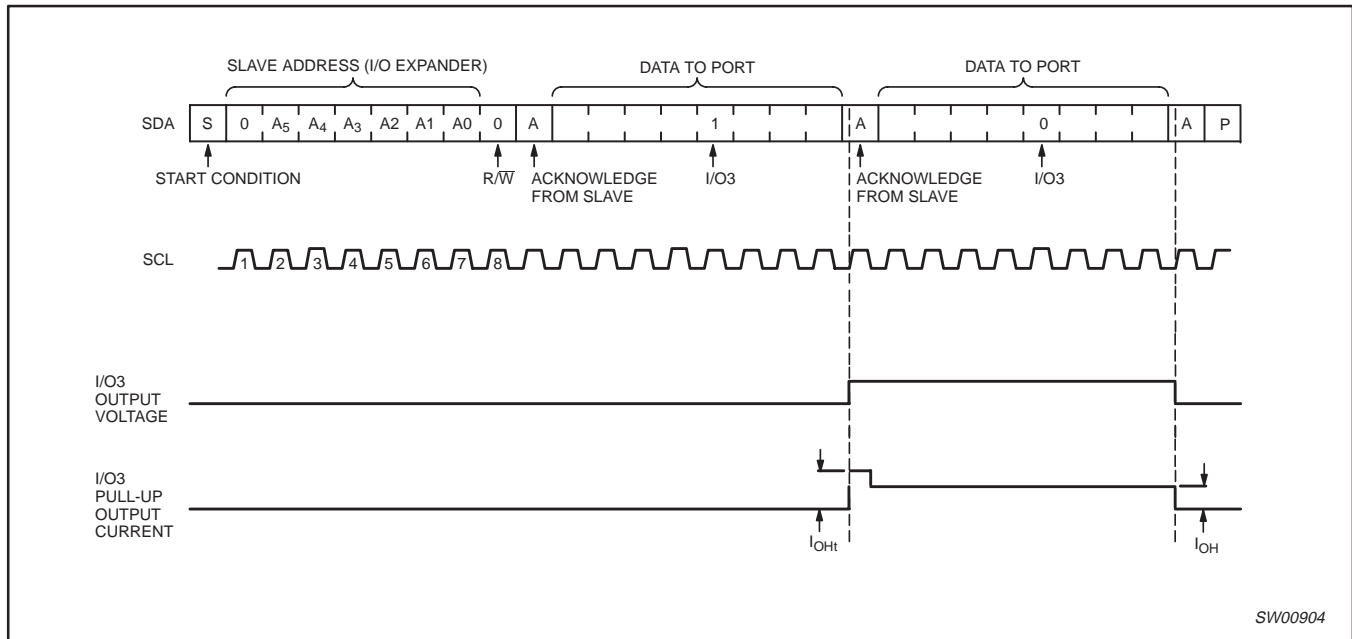 SLAVE ADDRESS (I/O EXPANDER) DATA TO PORT DATA TO PORT
SDA S 0 A5 A4 A3 A2 A1 A0 0 A 1 A 0 A P
START CONDITION R/W̅ ACKNOWLEDGE FROM SLAVE I/O3 ACKNOWLEDGE FROM SLAVE I/O3
SCL 1 2 3 4 5 6 7 8
I/O3
OUTPUT
VOLTAGE
I/O3
PULL-UP
OUTPUT
CURRENT
IOHt IOH
SW00904